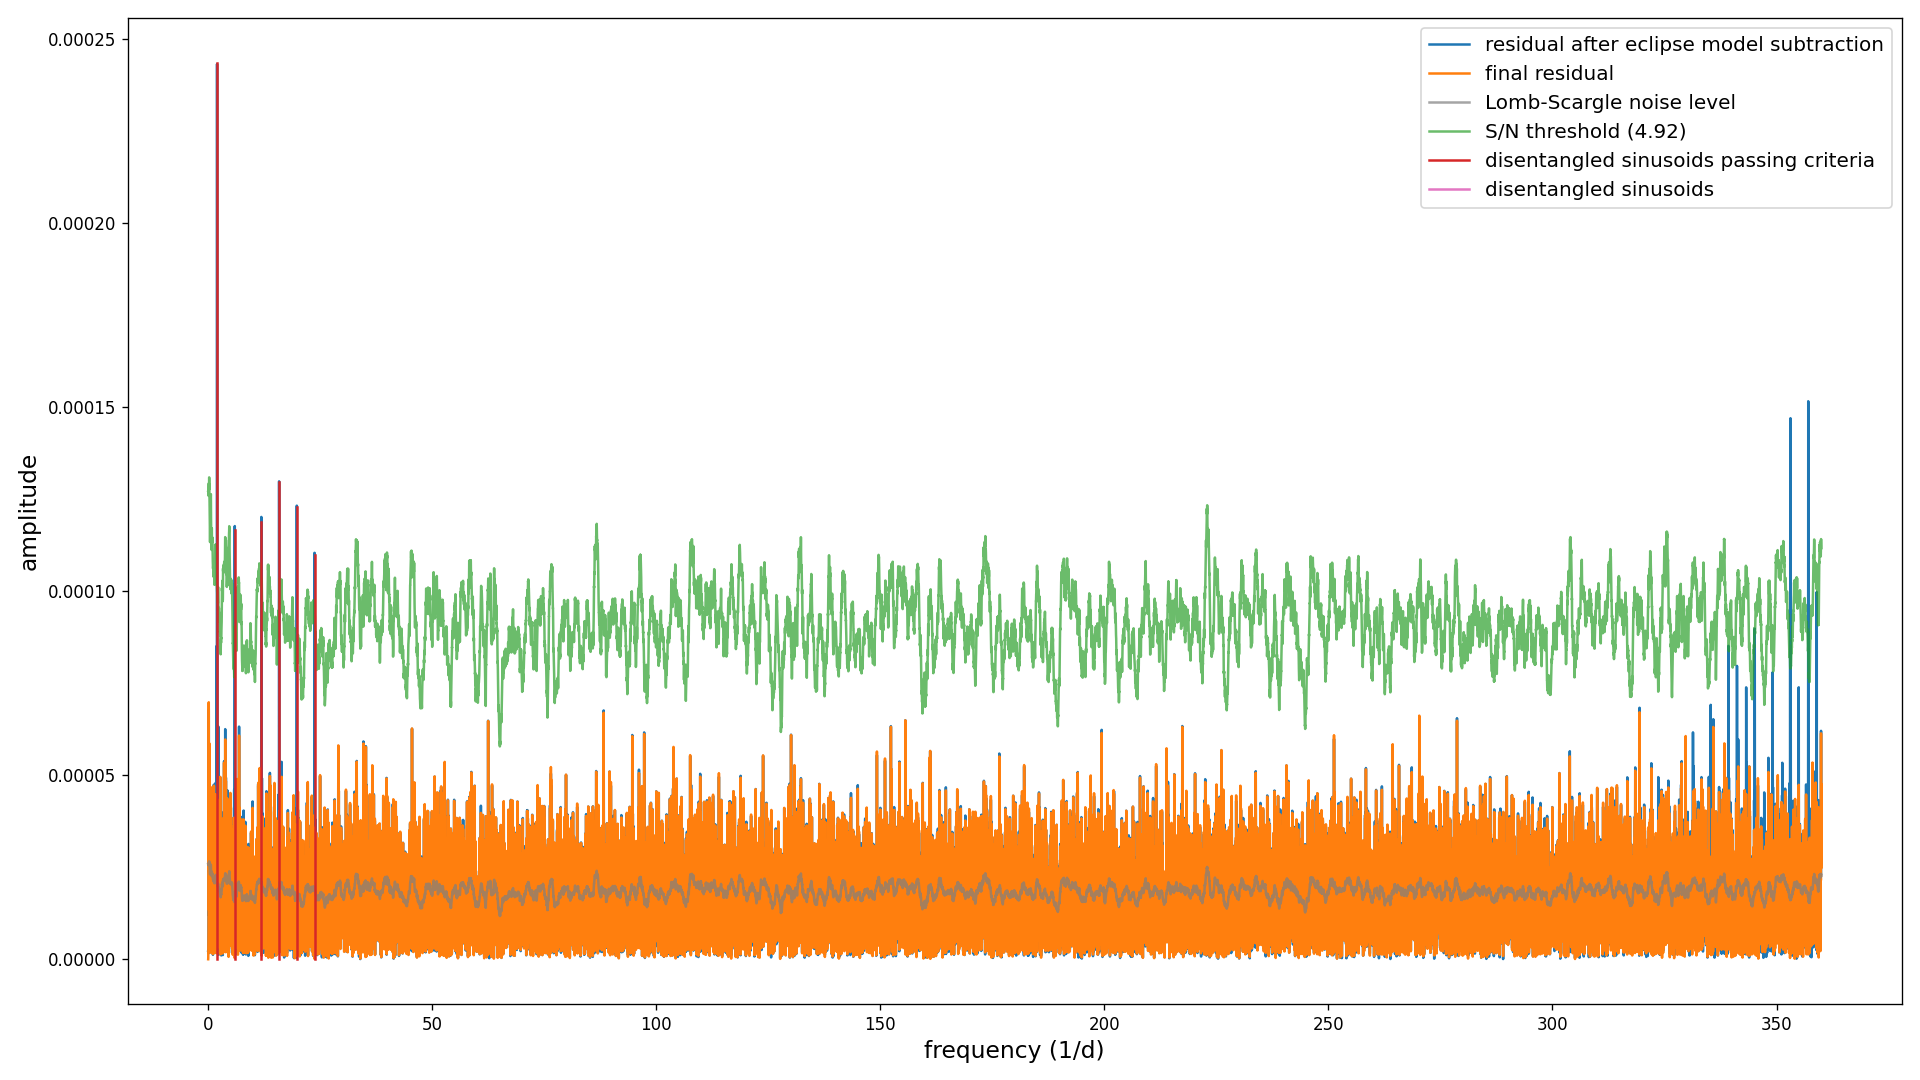 0.00025
0.00020
0.00015
0.00010
0.00005
0.00000
amplitude
residual after eclipse model subtraction
final residual
Lomb-Scargle noise level
S/N threshold (4.92)
disentangled sinusoids passing criteria
disentangled sinusoids
0 50 100 150 200 250 300 350
frequency (1/d)